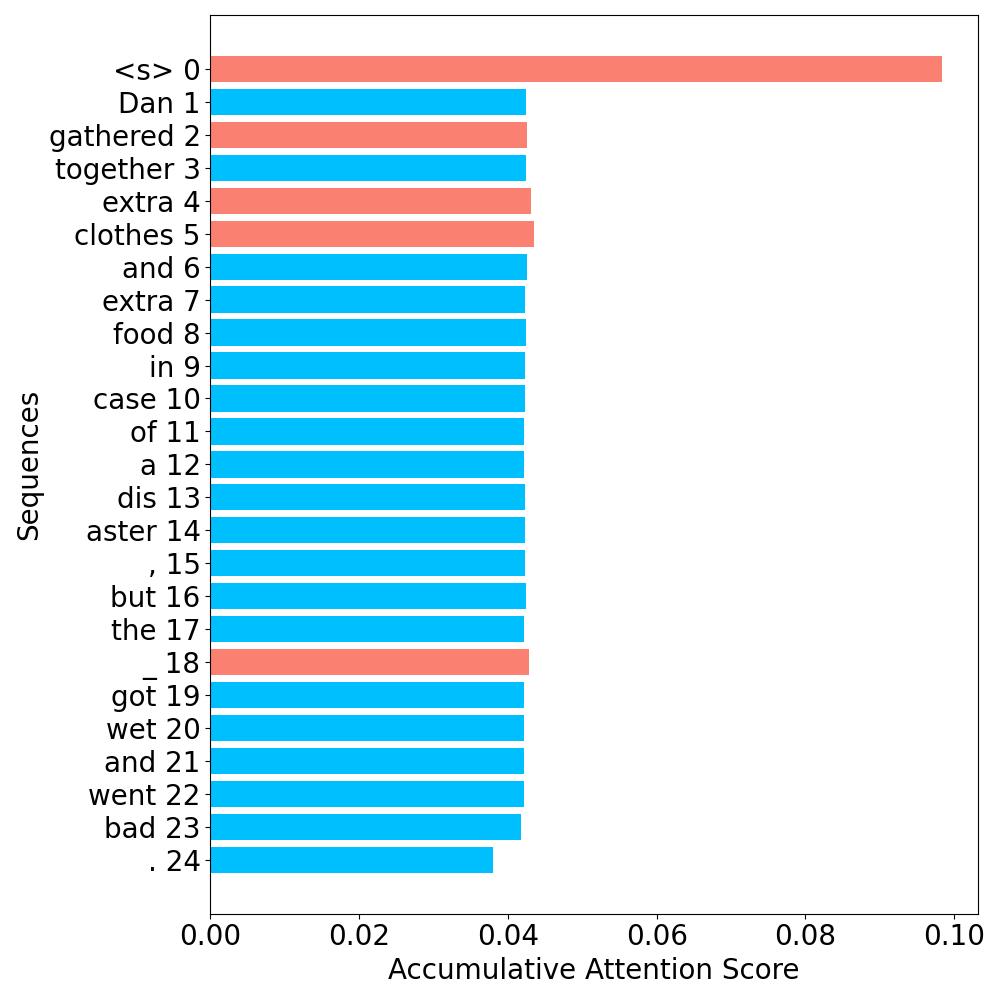 <s> 0
Dan 1
gathered 2
together 3
extra 4
clothes 5
and 6
extra 7
food 8
in 9
case 10
of 11
a 12
dis 13
aster 14
, 15
but 16
the 17
_ 18
got 19
wet 20
and 21
went 22
bad 23
. 24
Sequences
0.00 0.02 0.04 0.06 0.08 0.10
Accumulative Attention Score